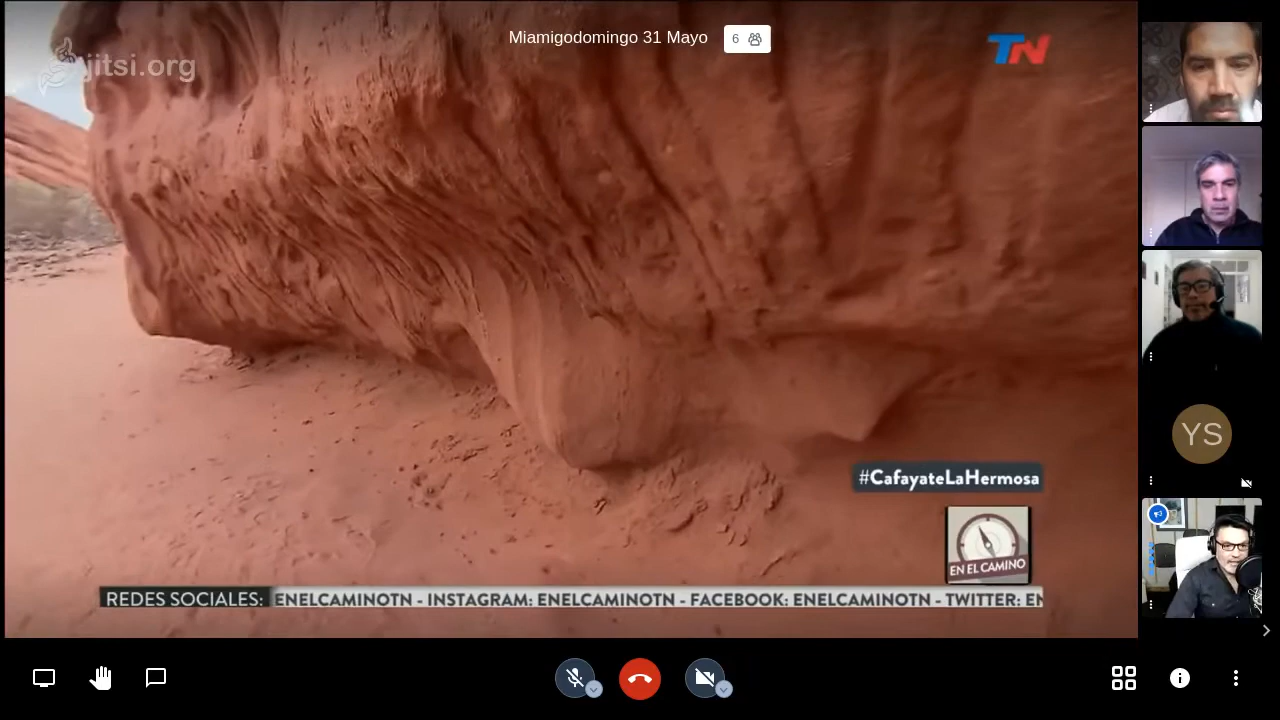 jitsi.org
Miamigodomingo 31 Mayo
6
TN
#CafayateLaHermosa
EN EL CAMINO
REDES SOCIALES: ENELCAMINOTN - INSTAGRAM: ENELCAMINOTN - FACEBOOK: ENELCAMINOTN - TWITTER: EN
YS